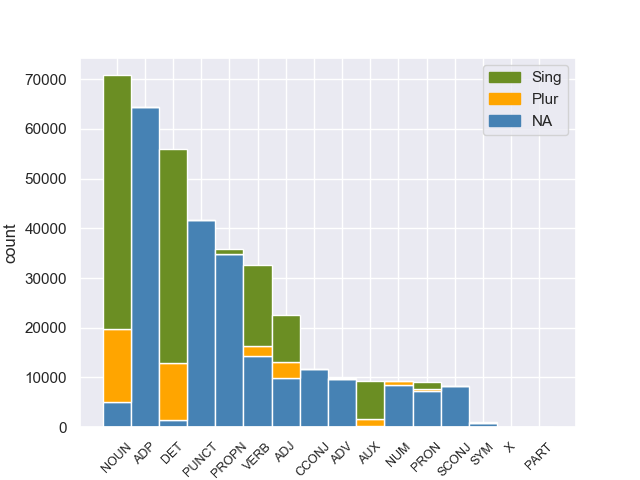 Sing
Plur
NA
70000
60000
50000
40000
30000
20000
10000
0
count
NOUN
ADP
DET
PUNCT
PROPN
VERB
ADJ
CCONJ
ADV
AUX
NUM
PRON
SCONJ
SYM
X
PART